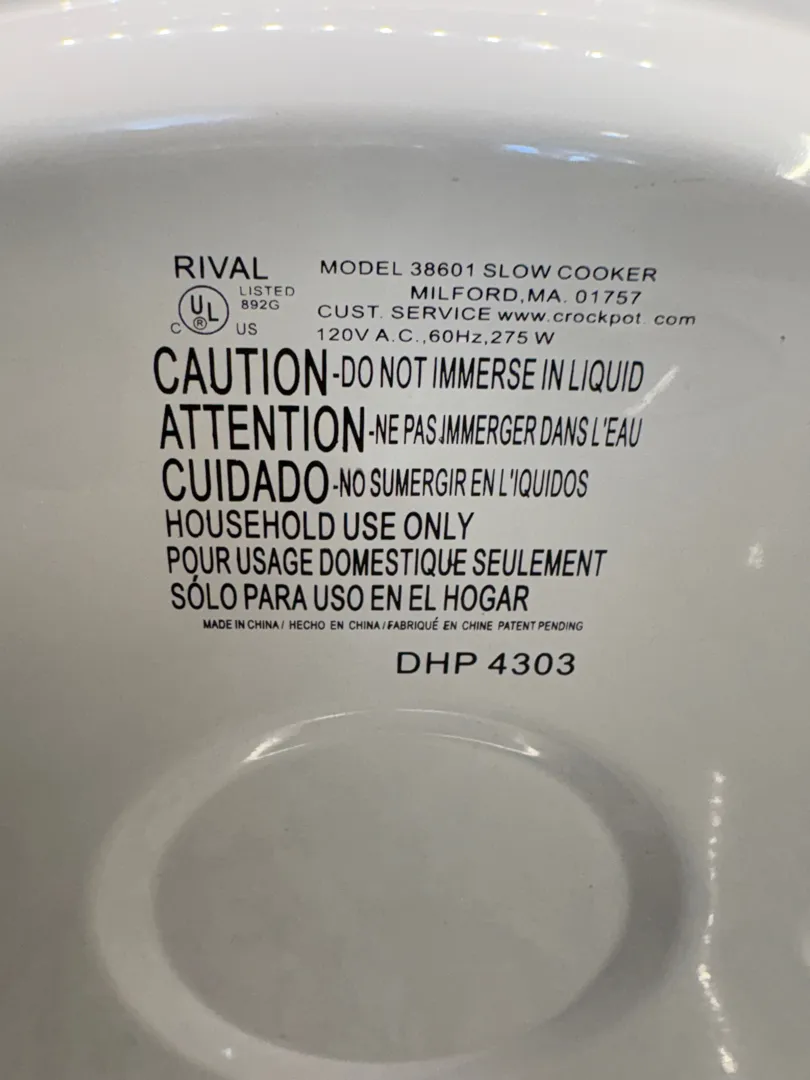 RIVAL
LISTED
892G
C UL ® US
MODEL 38601 SLOW COOKER
MILFORD,MA. 01757
CUST. SERVICE www.crockpot.com
120V A.C.,60Hz,275 W
CAUTION-DO NOT IMMERSE IN LIQUID
ATTENTION-NE PAS IMMERGER DANS L'EAU
CUIDADO-NO SUMERGIR EN L'IQUIDOS
HOUSEHOLD USE ONLY
POUR USAGE DOMESTIQUE SEULEMENT
SÓLO PARA USO EN EL HOGAR
MADE IN CHINA / HECHO EN CHINA / FABRIQUÉ EN CHINE PATENT PENDING
DHP 4303